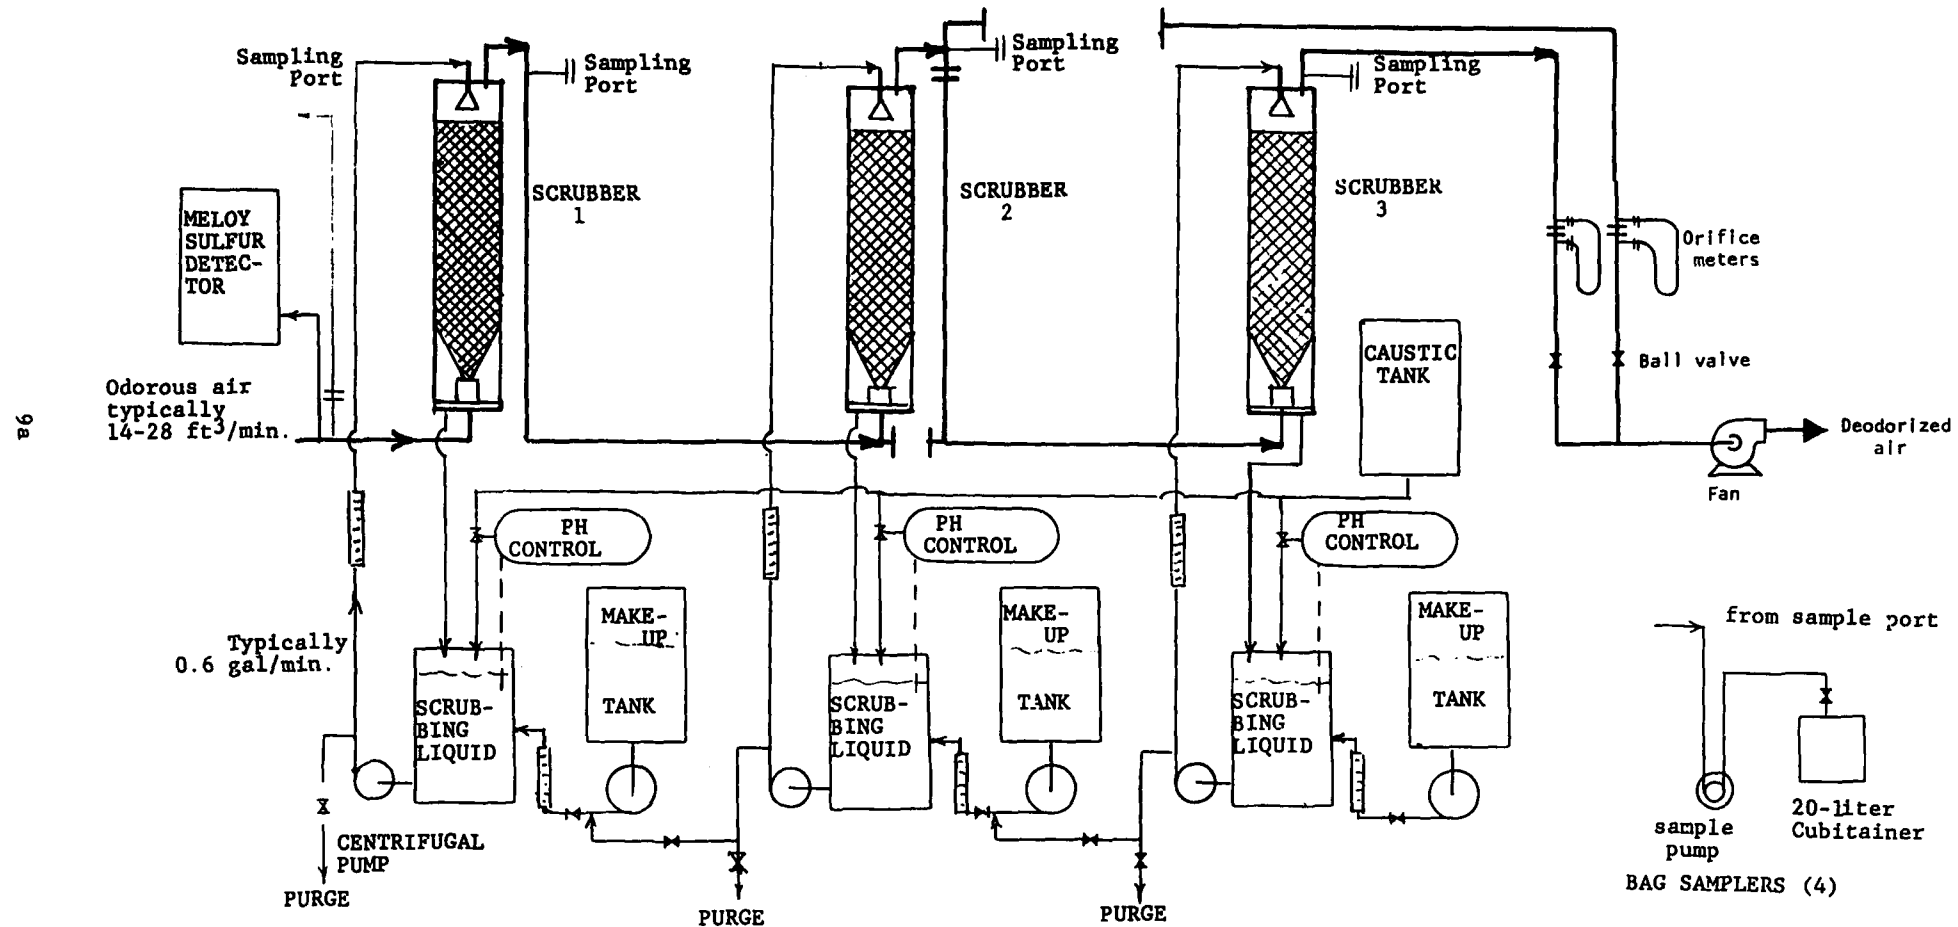 Sampling
Port
Sampling
Port
Sampling
Port
Sampling
Port
SCRUBBER
1
SCRUBBER
2
SCRUBBER
3
MELOY
SULFUR
DETEC-
TOR
Orifice
meters
Ball valve
CAUSTIC
TANK
Odorous air
typically
14-28 ft3/min.
9a
Deodorized
air
Fan
PH
CONTROL
PH
CONTROL
PH
CONTROL
Typically
0.6 gal/min.
MAKE-
UP
TANK
MAKE-
UP
TANK
MAKE-
UP
TANK
SCRUB-
BING
LIQUID
SCRUB-
BING
LIQUID
SCRUB-
BING
LIQUID
from sample port
CENTRIFUGAL
PUMP
PURGE
PURGE
PURGE
sample
pump
20-liter
Cubitainer
BAG SAMPLERS (4)